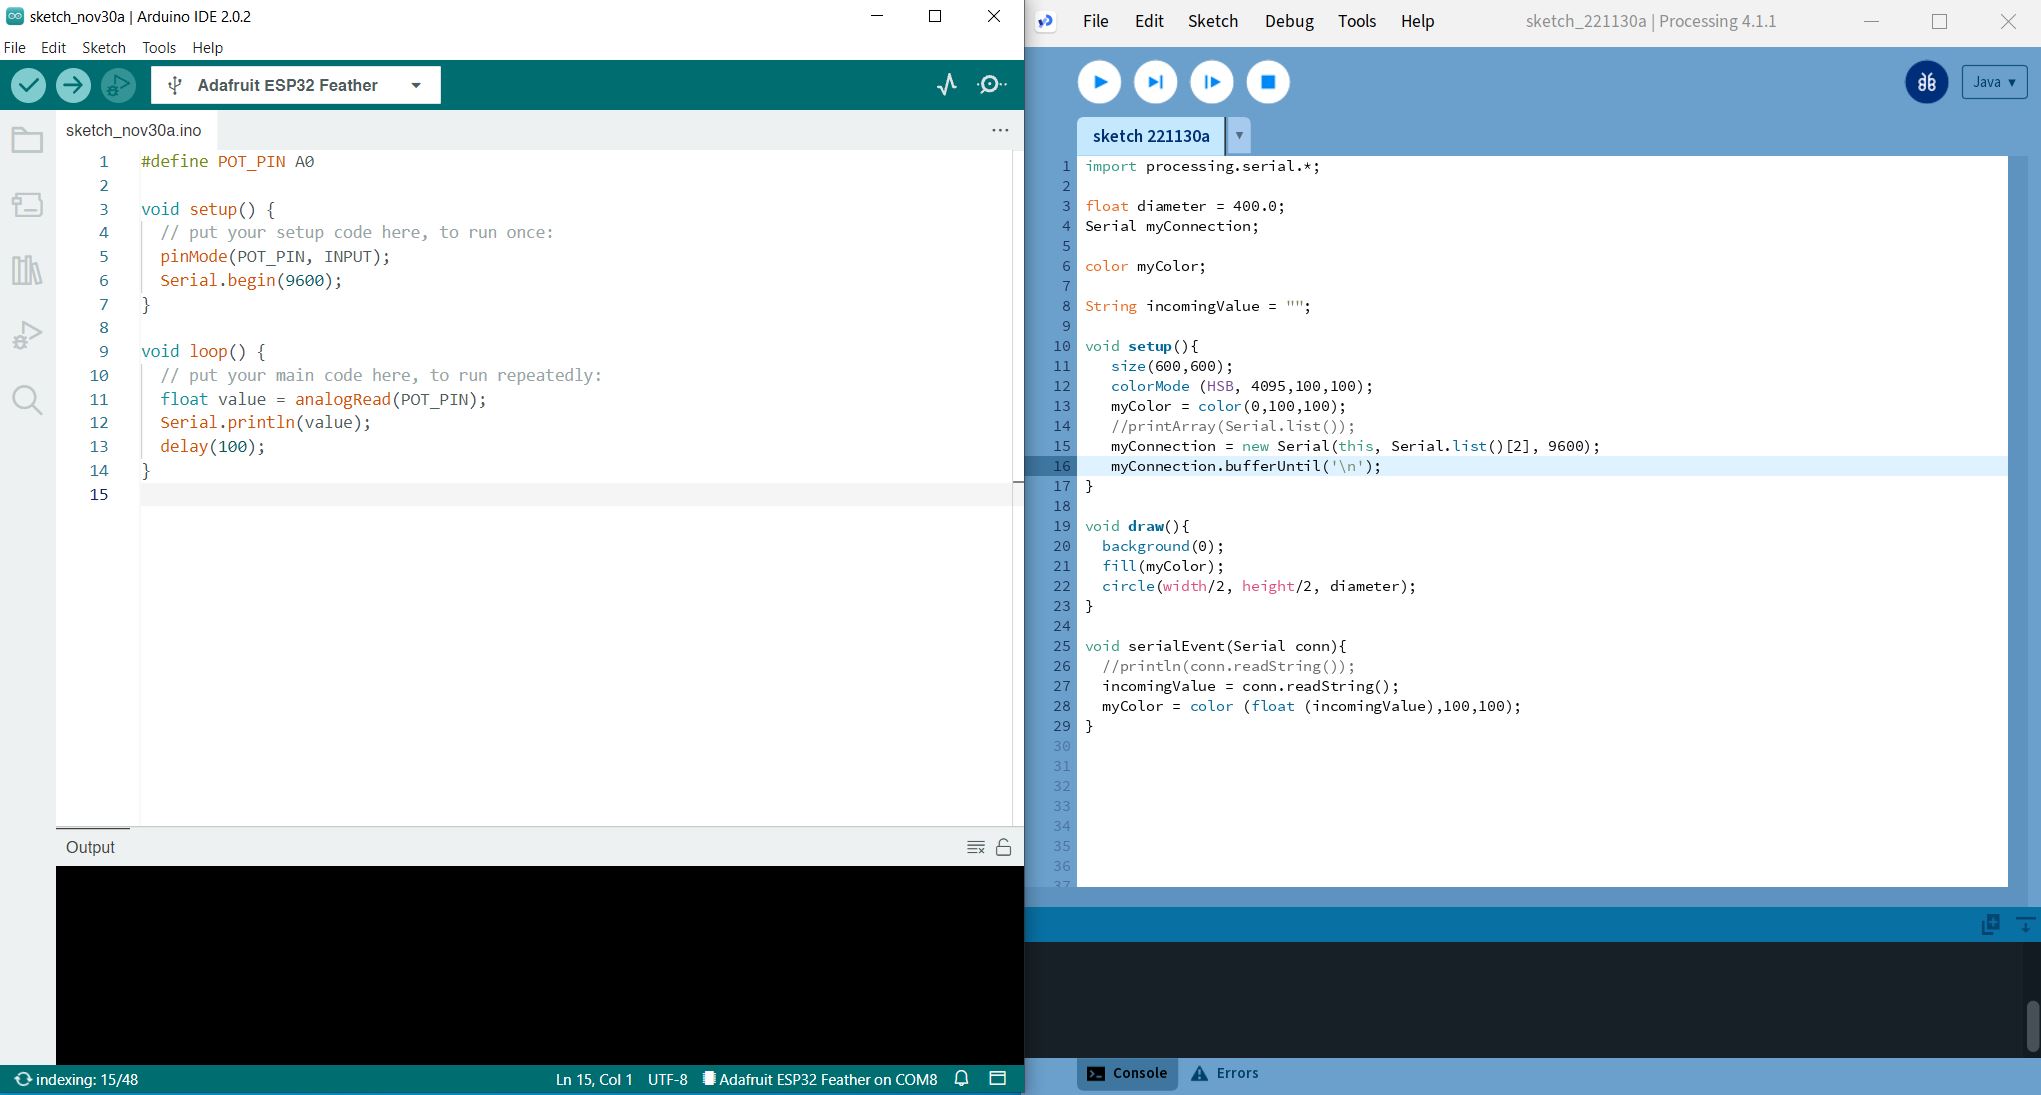 sketch_nov30a | Arduino IDE 2.0.2
File Edit Sketch Tools Help
Adafruit ESP32 Feather
sketch_nov30a.ino
1 #define POT_PIN A0
2
3 void setup() {
4 // put your setup code here, to run once:
5 pinMode(POT_PIN, INPUT);
6 Serial.begin(9600);
7 }
8
9 void loop() {
10 // put your main code here, to run repeatedly:
11 float value = analogRead(POT_PIN);
12 Serial.println(value);
13 delay(100);
14 }
15
Output
indexing: 15/48 Ln 15, Col 1 UTF-8 Adafruit ESP32 Feather on COM8
File Edit Sketch Debug Tools Help sketch_221130a | Processing 4.1.1
Java
sketch 221130a
1 import processing.serial.*;
2
3 float diameter = 400.0;
4 Serial myConnection;
5
6 color myColor;
7
8 String incomingValue = "";
9
10 void setup(){
11 size(600,600);
12 colorMode (HSB, 4095,100,100);
13 myColor = color(0,100,100);
14 //printArray(Serial.list());
15 myConnection = new Serial(this, Serial.list()[2], 9600);
16 myConnection.bufferUntil('\n');
17 }
18
19 void draw(){
20 background(0);
21 fill(myColor);
22 circle(width/2, height/2, diameter);
23 }
24
25 void serialEvent(Serial conn){
26 //println(conn.readString());
27 incomingValue = conn.readString();
28 myColor = color (float (incomingValue),100,100);
29 }
30
31
32
33
34
35
36
37
Console Errors